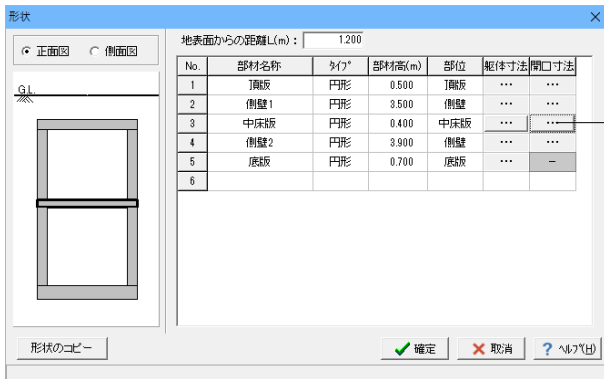 形状
正面図 側面図
地表面からの距離L(m)： 1.200
G.L.
No. 部材名称 ﾀｲﾌﾟ 部材高(m) 部位 躯体寸法 開口寸法
1 頂版 円形 0.500 頂版 … …
2 側壁1 円形 3.500 側壁 … …
3 中床版 円形 0.400 中床版 … …
4 側壁2 円形 3.900 側壁 … …
5 底版 円形 0.700 底版 … －
6
形状のコピー
確定 取消 ? ﾍﾙﾌﾟ(H)